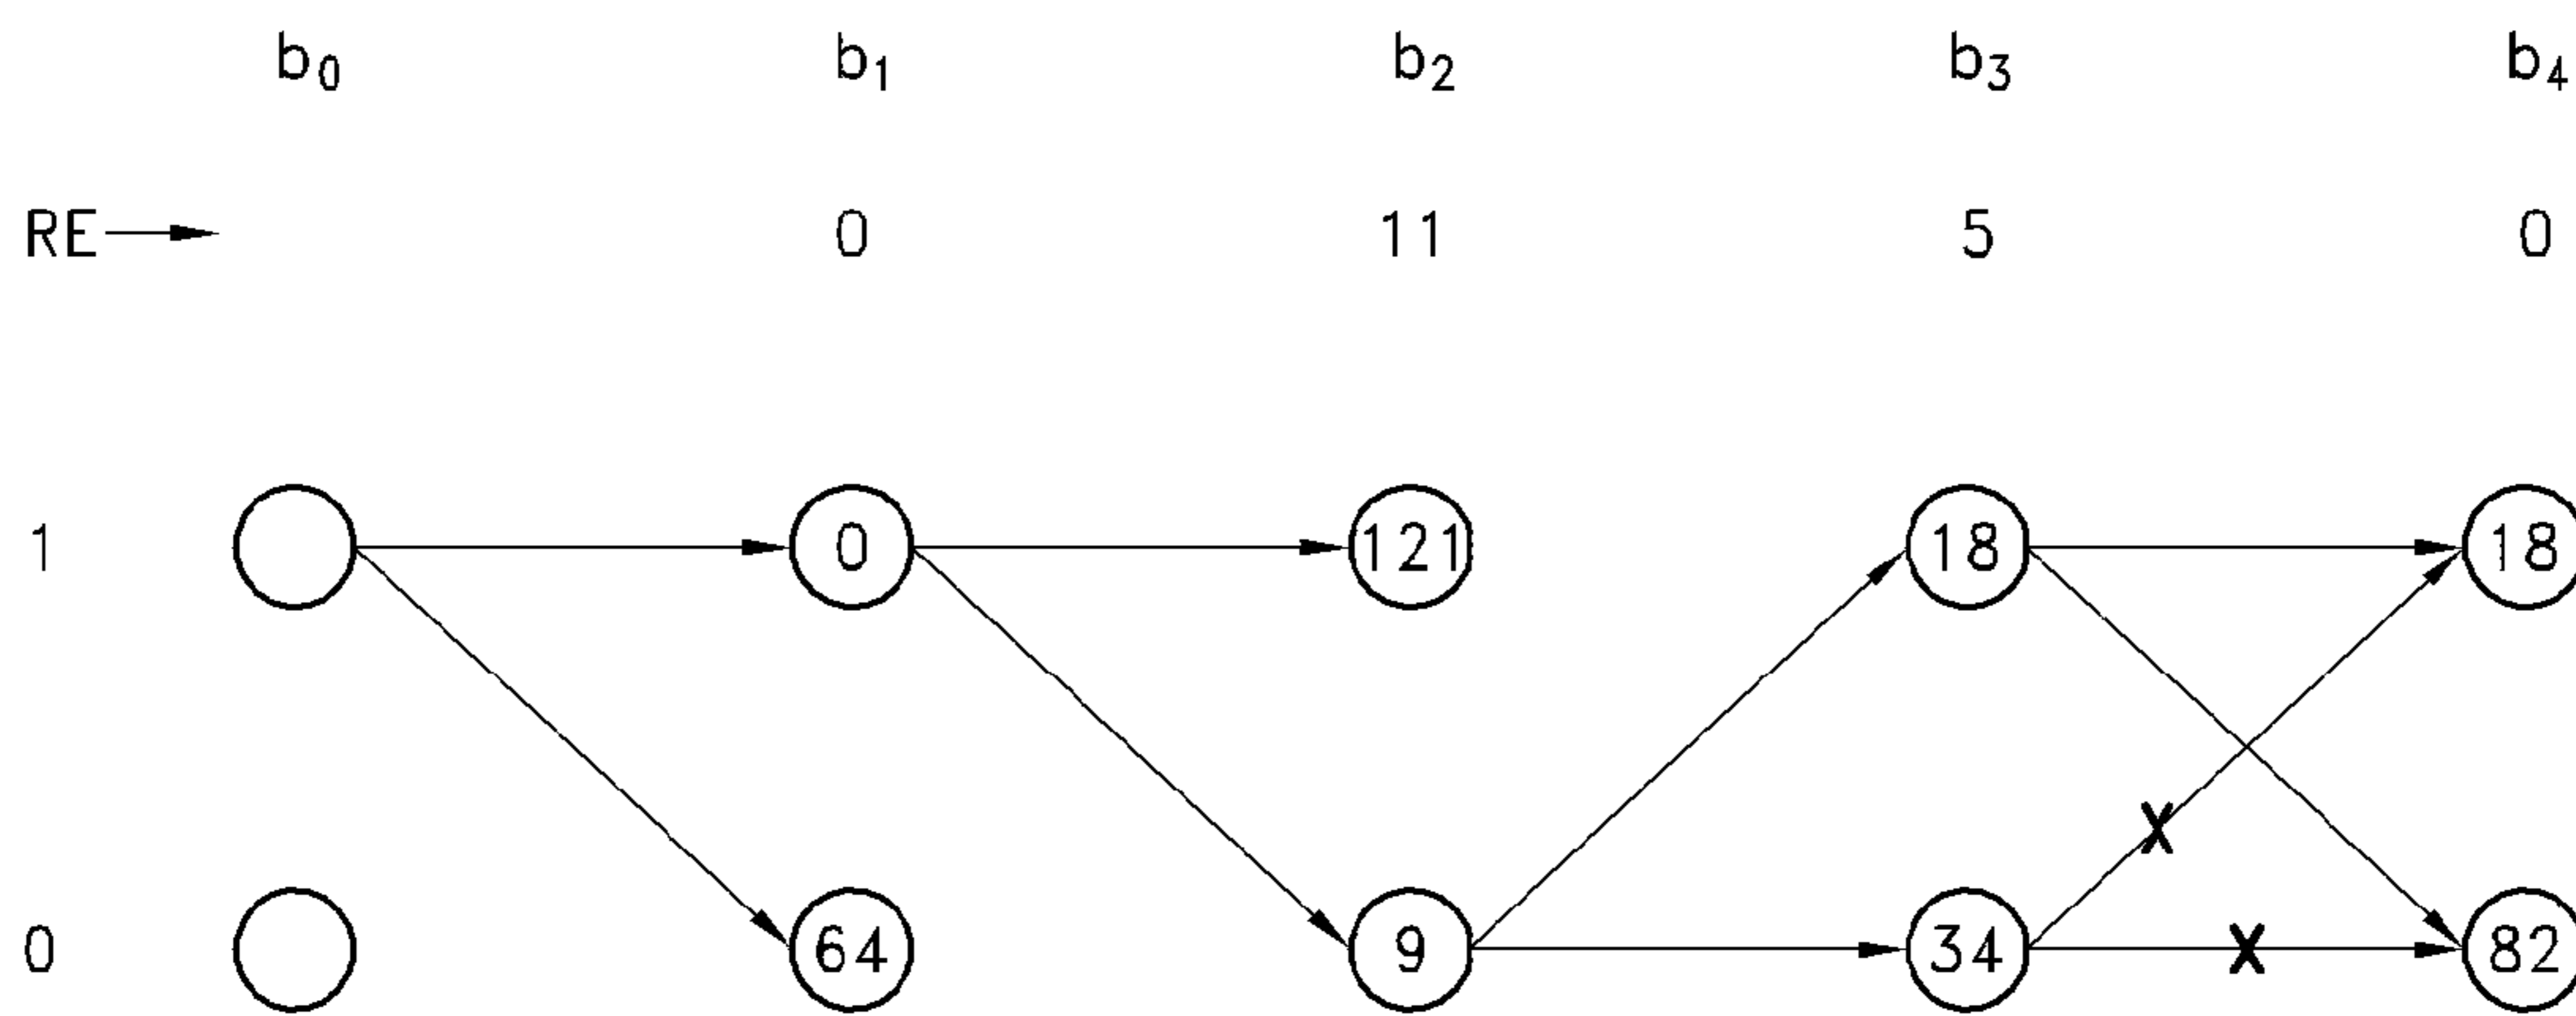 b₀ b₁ b₂ b₃ b₄
RE 0 11 5 0
1 0 121 18 18
X
0 64 9 34 X 82